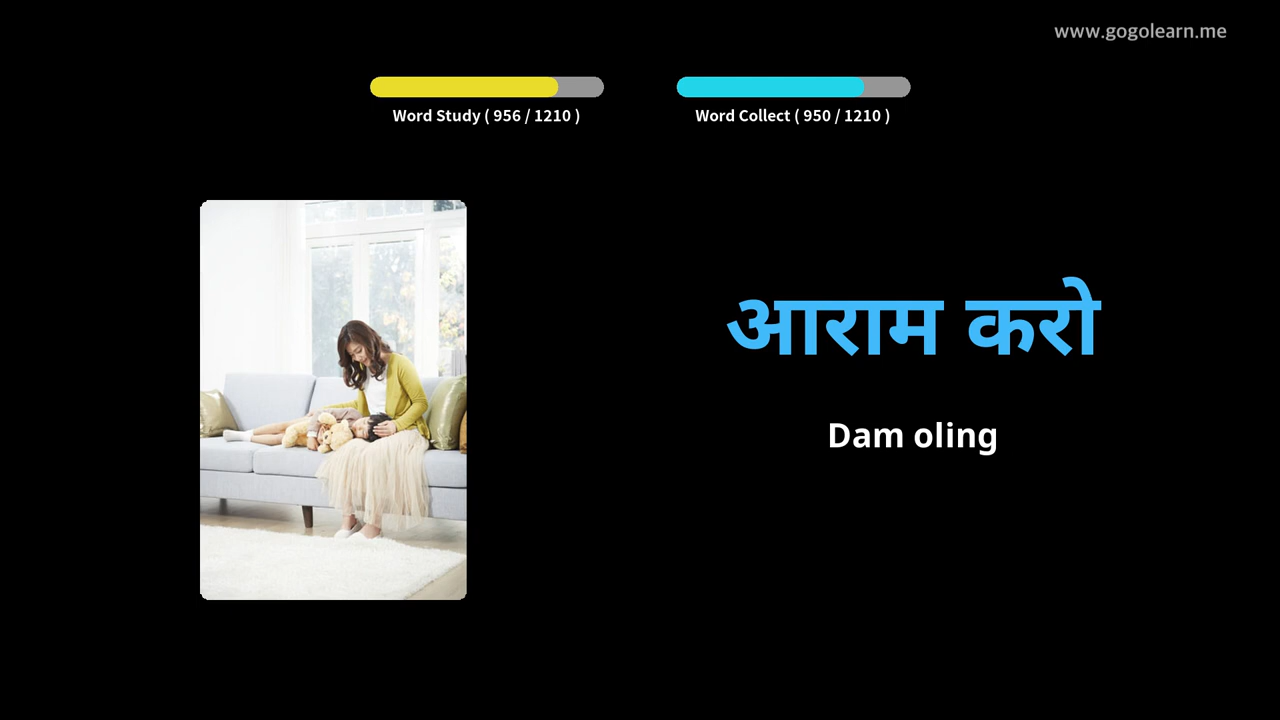 www.gogolearn.me
Word Study ( 956 / 1210 )
Word Collect ( 950 / 1210 )
आराम करो
Dam oling